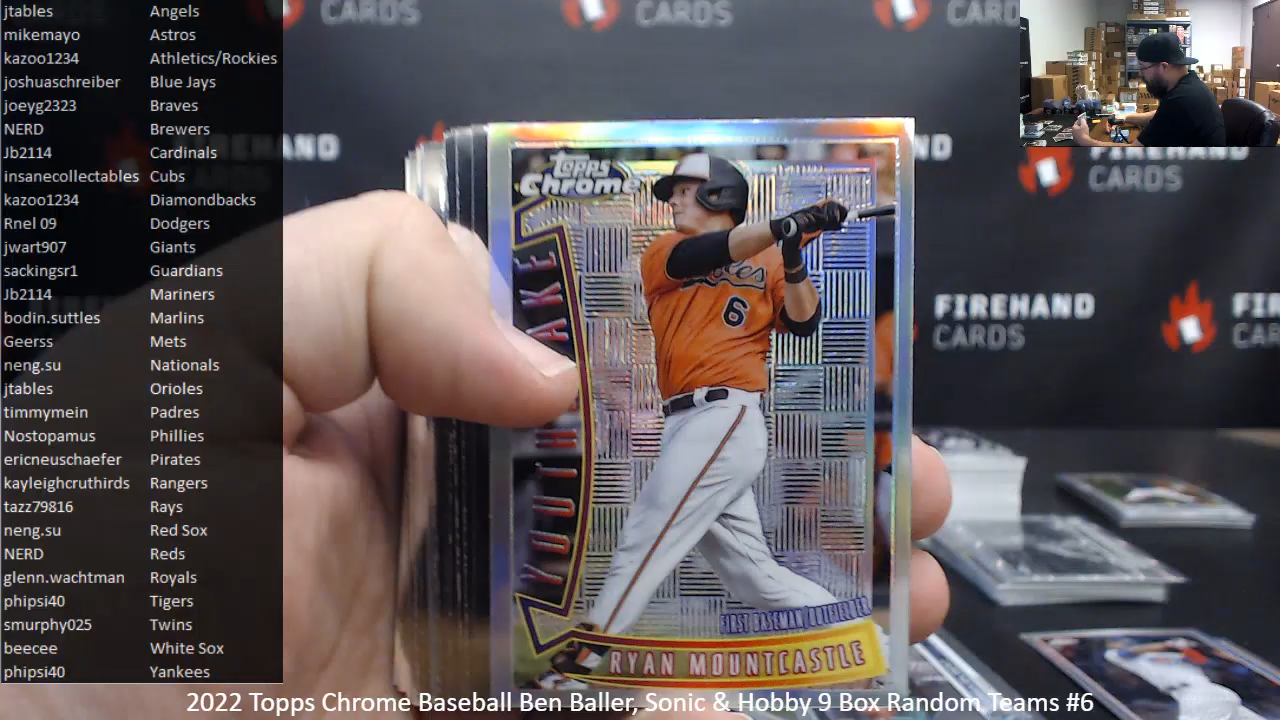 jtables Angels
mikemayo Astros
kazoo1234 Athletics/Rockies
joshuaschreiber Blue Jays
joeyg2323 Braves
NERD Brewers
Jb2114 Cardinals
insanecollectables Cubs
kazoo1234 Diamondbacks
Rnel 09 Dodgers
jwart907 Giants
sackingsr1 Guardians
Jb2114 Mariners
bodin.suttles Marlins
Geerss Mets
neng.su Nationals
jtables Orioles
timmymein Padres
Nostopamus Phillies
ericneuschaefer Pirates
kayleighcruthirds Rangers
tazz79816 Rays
neng.su Red Sox
NERD Reds
glenn.wachtman Royals
phipsi40 Tigers
smurphy025 Twins
beecee White Sox
phipsi40 Yankees
CARDS
CARDS
CARD
FIREHAND
CARDS
CARDS
Topps
Chrome
6
FIRST BASEMAN/OUTFIELDER
RYAN MOUNTCASTLE
2022 Topps Chrome Baseball Ben Baller, Sonic & Hobby 9 Box Random Teams #6